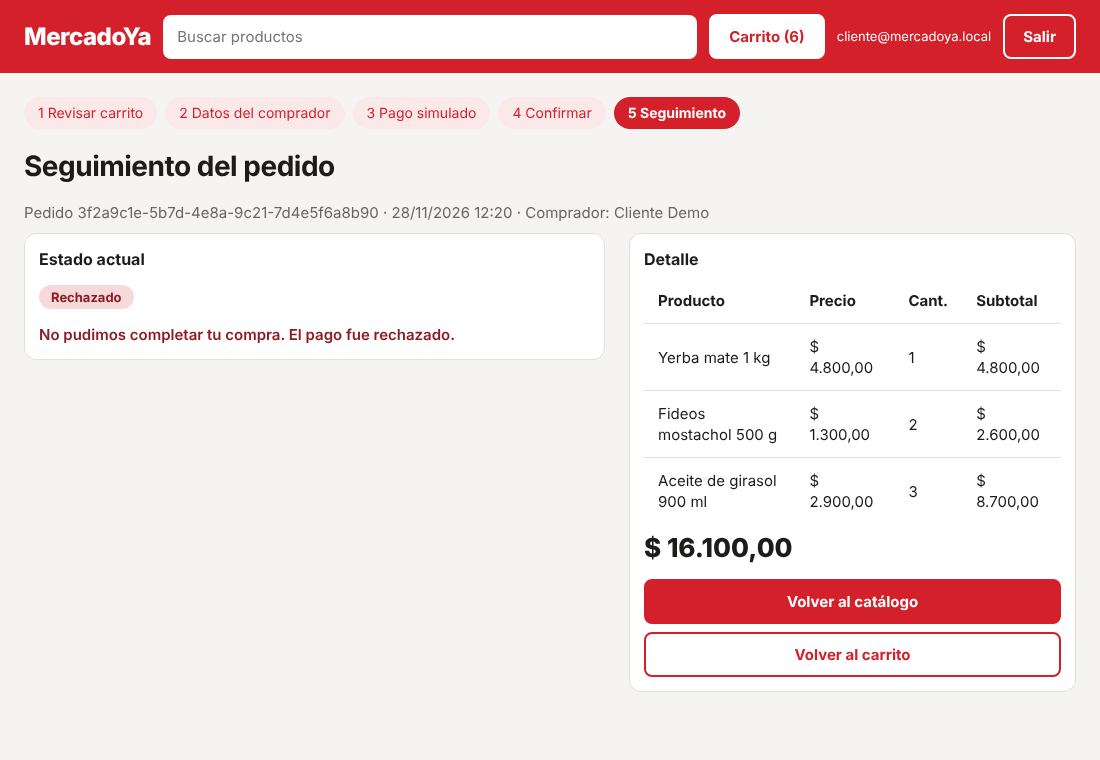 MercadoYa
Buscar productos
Carrito (6)
cliente@mercadoya.local
Salir
1 Revisar carrito
2 Datos del comprador
3 Pago simulado
4 Confirmar
5 Seguimiento
Seguimiento del pedido
Pedido 3f2a9c1e-5b7d-4e8a-9c21-7d4e5f6a8b90 · 28/11/2026 12:20 · Comprador: Cliente Demo
Estado actual
Rechazado
No pudimos completar tu compra. El pago fue rechazado.
Detalle
Producto Precio Cant. Subtotal
Yerba mate 1 kg $ 4.800,00 1 $ 4.800,00
Fideos mostachol 500 g $ 1.300,00 2 $ 2.600,00
Aceite de girasol 900 ml $ 2.900,00 3 $ 8.700,00
$ 16.100,00
Volver al catálogo
Volver al carrito